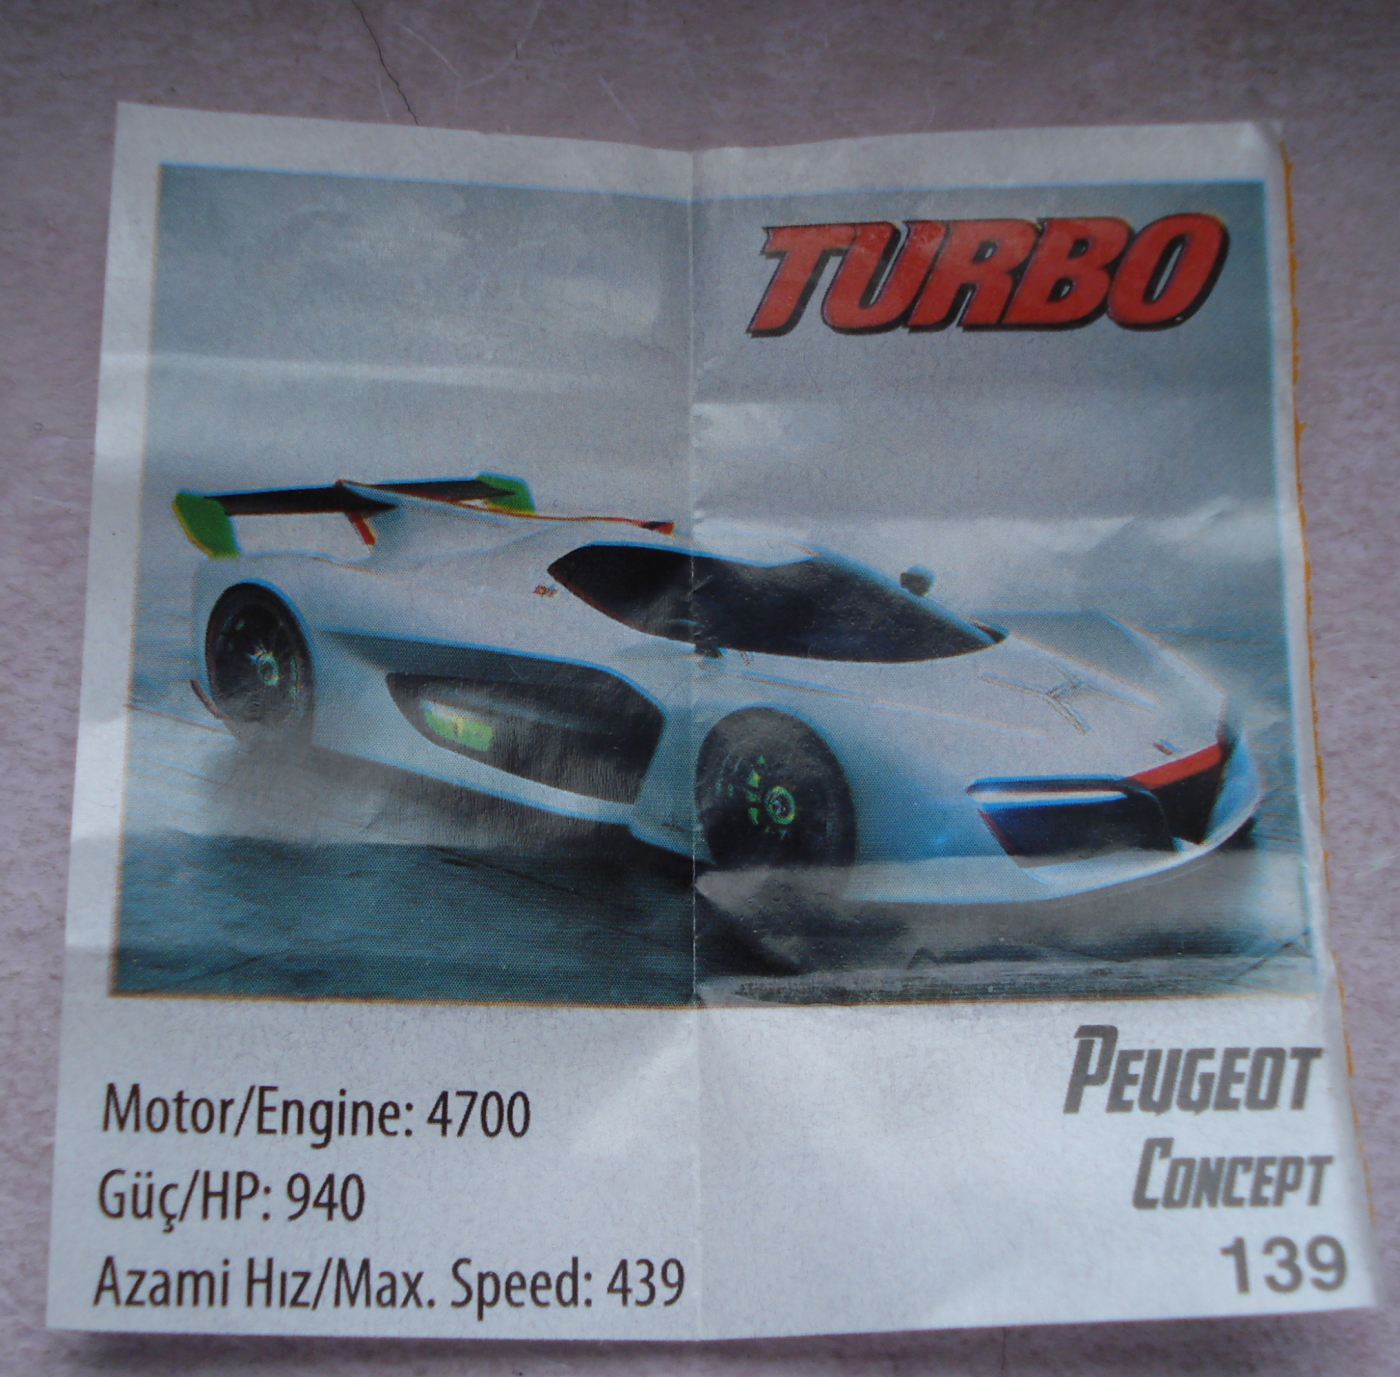 TURBO
PEUGEOT
CONCEPT
139
Motor/Engine: 4700
Güç/HP: 940
Azami Hız/Max. Speed: 439